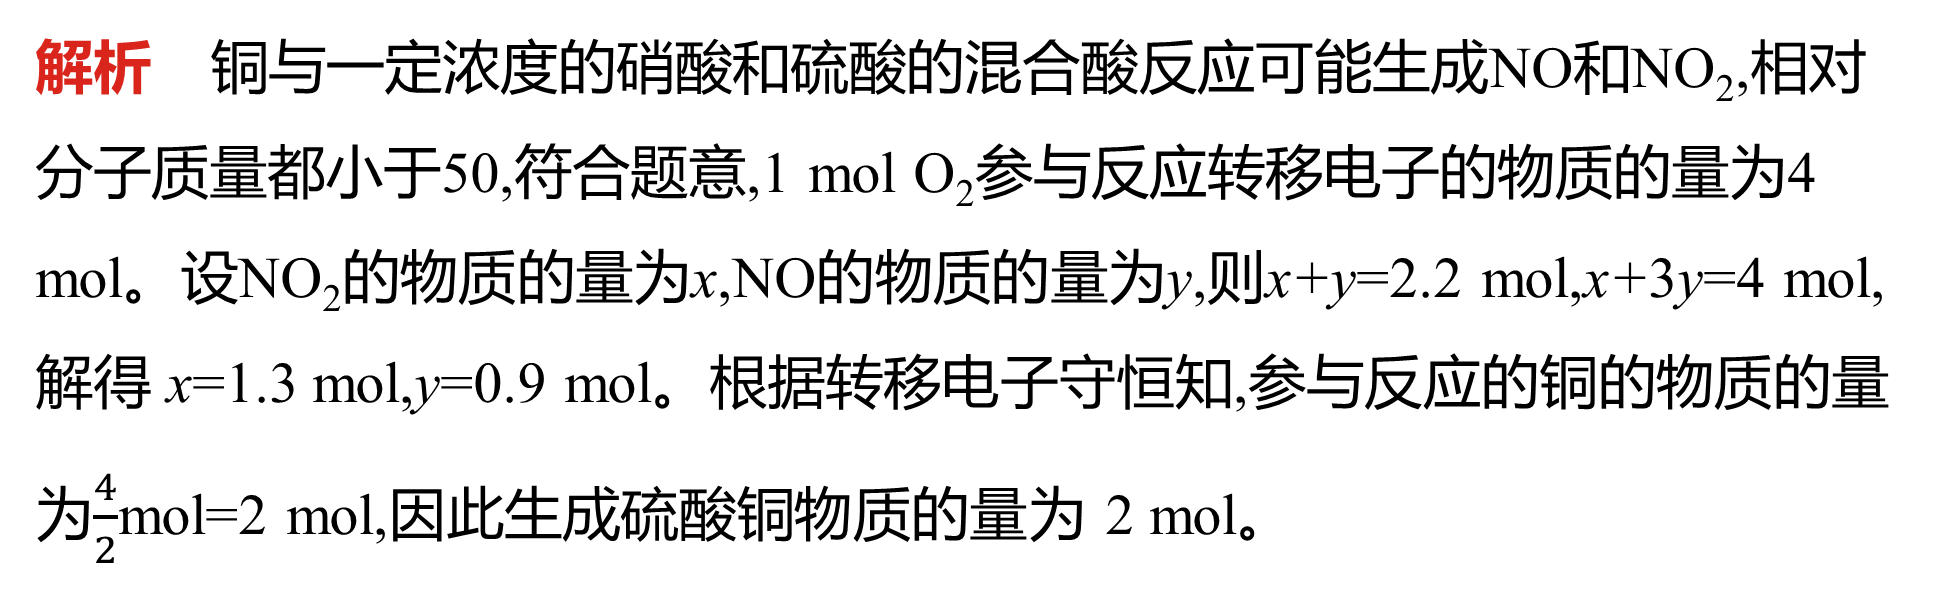 解析 铜与一定浓度的硝酸和硫酸的混合酸反应可能生成NO和NO₂,相对
分子质量都小于50,符合题意,1 mol O₂参与反应转移电子的物质的量为4
mol。设NO₂的物质的量为x,NO的物质的量为y,则x+y=2.2 mol,x+3y=4 mol,
解得 x=1.3 mol,y=0.9 mol。根据转移电子守恒知,参与反应的铜的物质的量
为4/2mol=2 mol,因此生成硫酸铜物质的量为 2 mol。